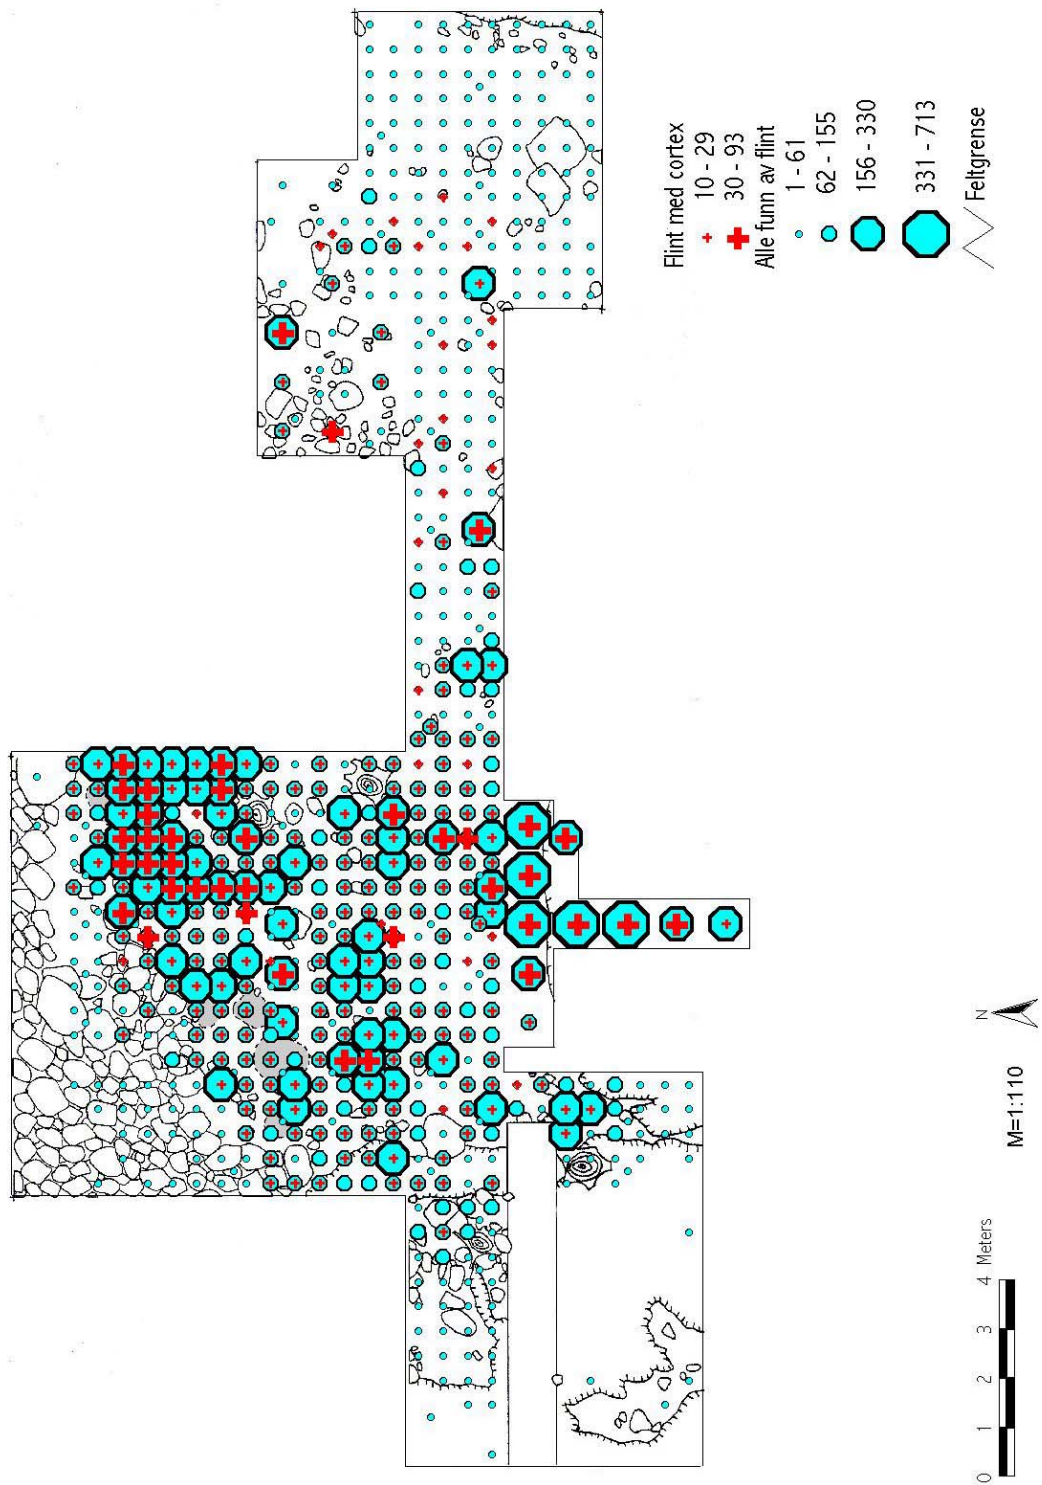 Flint med cortex
10 - 29
30 - 93
Alle funn av flint
1 - 61
62 - 155
156 - 330
331 - 713
Feltgrense
N
M=1:110
0 1 2 3 4 Meters